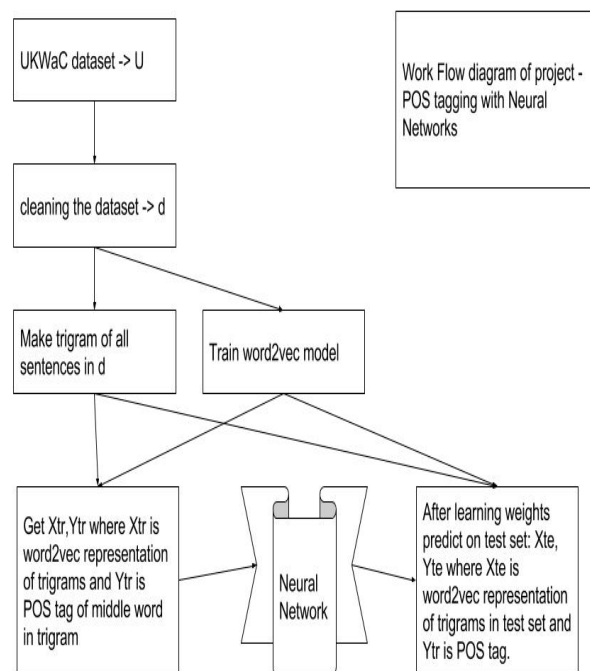 UKWaC dataset -> U
Work Flow diagram of project -
POS tagging with Neural
Networks
cleaning the dataset -> d
Make trigram of all
sentences in d
Train word2vec model
Get Xtr,Ytr where Xtr is
word2vec representation
of trigrams and Ytr is
POS tag of middle word
in trigram
Neural
Network
After learning weights
predict on test set: Xte,
Yte where Xte is
word2vec representation
of trigrams in test set and
Ytr is POS tag.